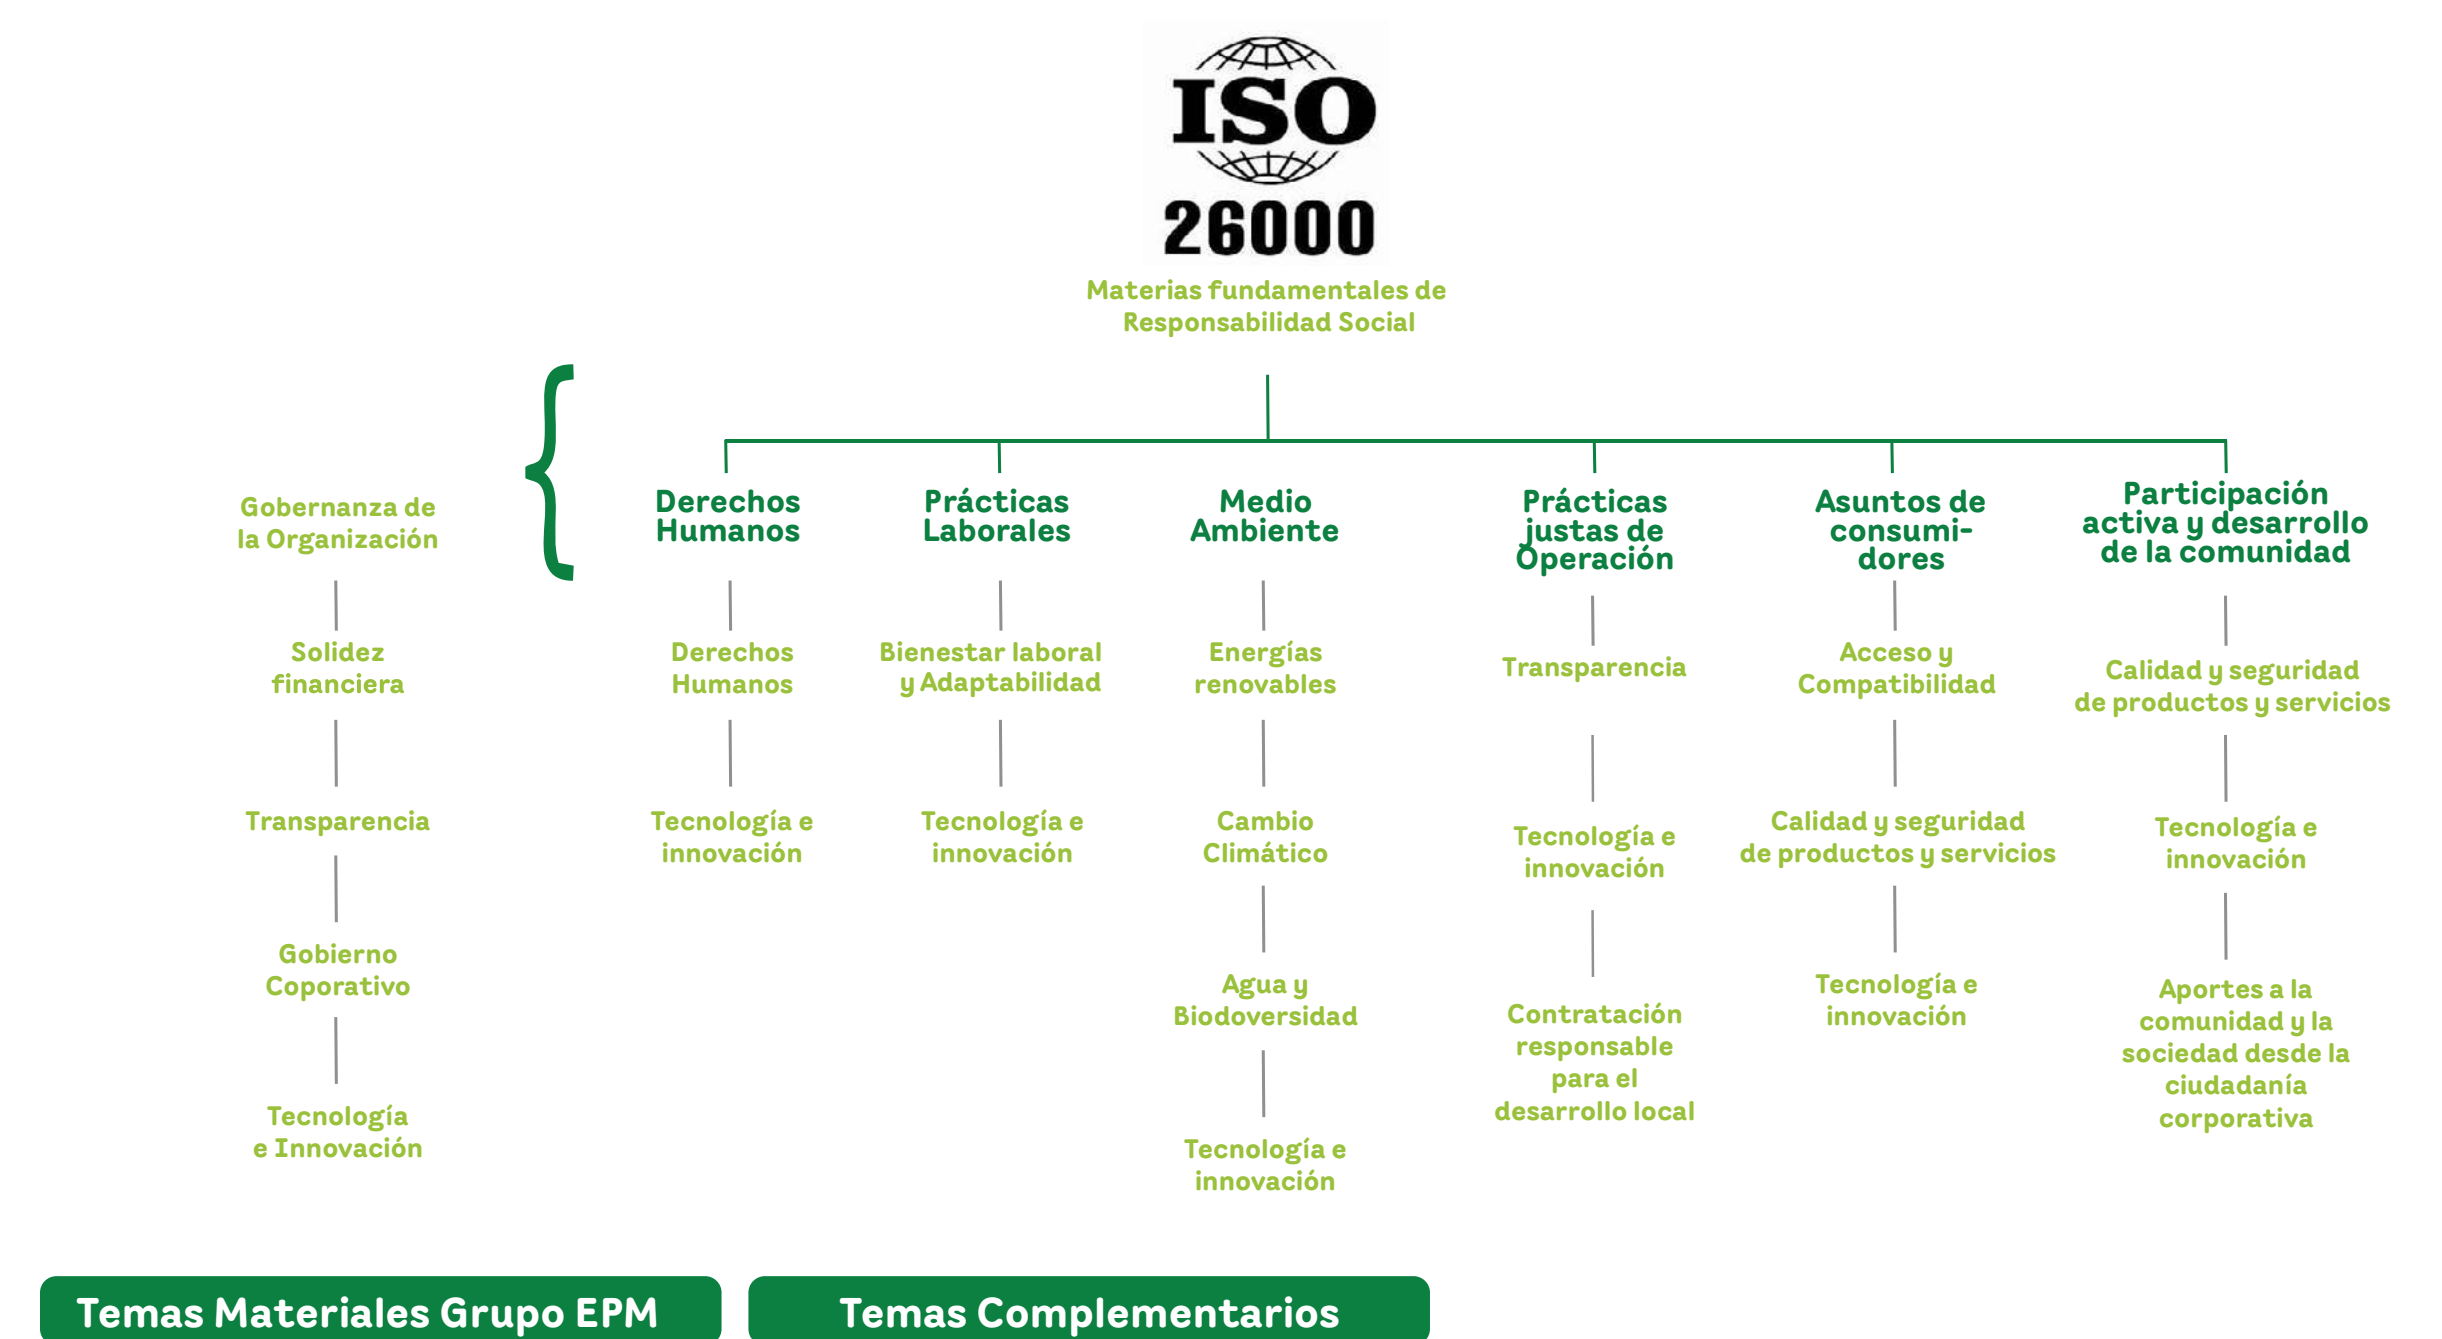 ISO
26000
Materias fundamentales de
Responsabilidad Social
Gobernanza de
la Organización
Solidez
financiera
Transparencia
Gobierno
Coporativo
Tecnología
e Innovación
Derechos
Humanos
Derechos
Humanos
Tecnología e
innovación
Prácticas
Laborales
Bienestar laboral
y Adaptabilidad
Tecnología e
innovación
Medio
Ambiente
Energías
renovables
Cambio
Climático
Agua y
Biodoversidad
Tecnología e
innovación
Prácticas
justas de
Operación
Transparencia
Tecnología e
innovación
Contratación
responsable
para el
desarrollo local
Asuntos de
consumi-
dores
Acceso y
Compatibilidad
Calidad y seguridad
de productos y servicios
Tecnología e
innovación
Participación
activa y desarrollo
de la comunidad
Calidad y seguridad
de productos y servicios
Tecnología e
innovación
Aportes a la
comunidad y la
sociedad desde la
ciudadanía
corporativa
Temas Materiales Grupo EPM
Temas Complementarios